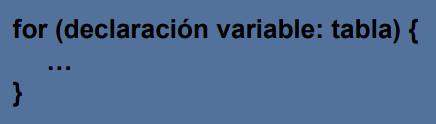 for (declaración variable: tabla) {
...
}